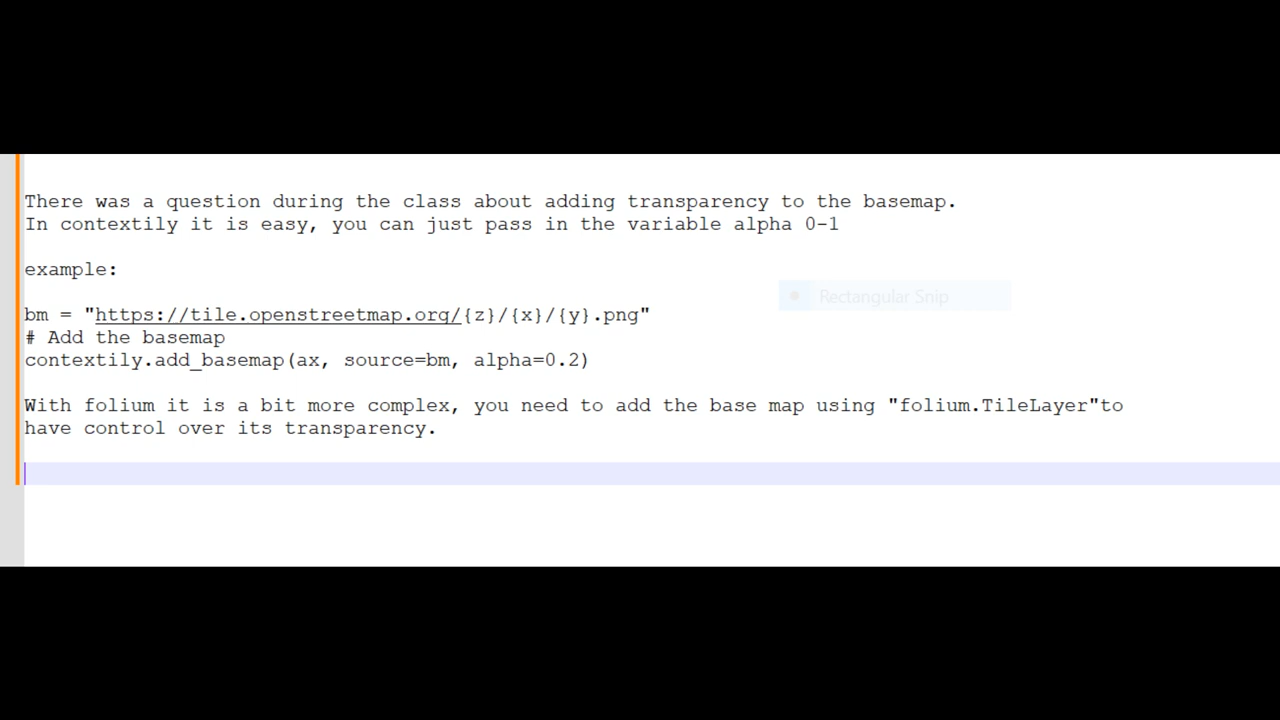 There was a question during the class about adding transparency to the basemap.
In contextily it is easy, you can just pass in the variable alpha 0-1
example:
Rectangular Snip
bm = "https://tile.openstreetmap.org/{z}/{x}/{y}.png"
# Add the basemap
contextily.add_basemap(ax, source=bm, alpha=0.2)
With folium it is a bit more complex, you need to add the base map using "folium.TileLayer"to
have control over its transparency.